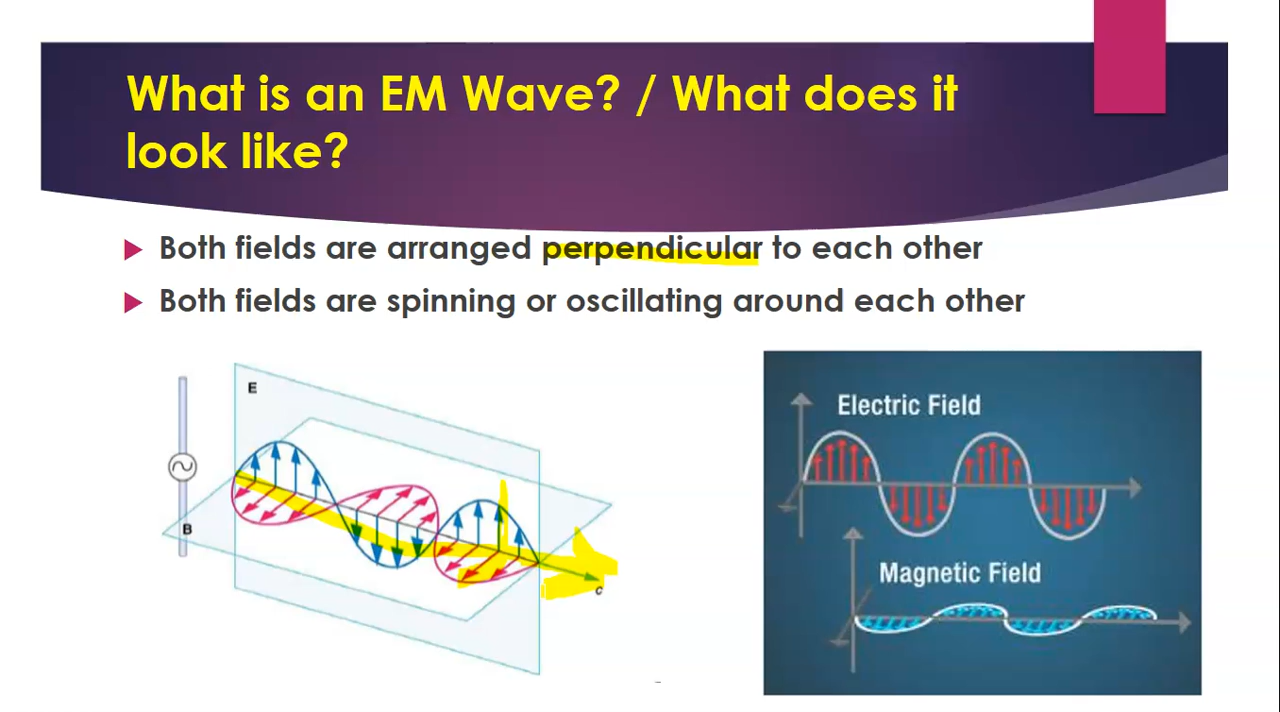 What is an EM Wave? / What does it
look like?
Both fields are arranged perpendicular to each other
Both fields are spinning or oscillating around each other
E
B
c
Electric Field
Magnetic Field